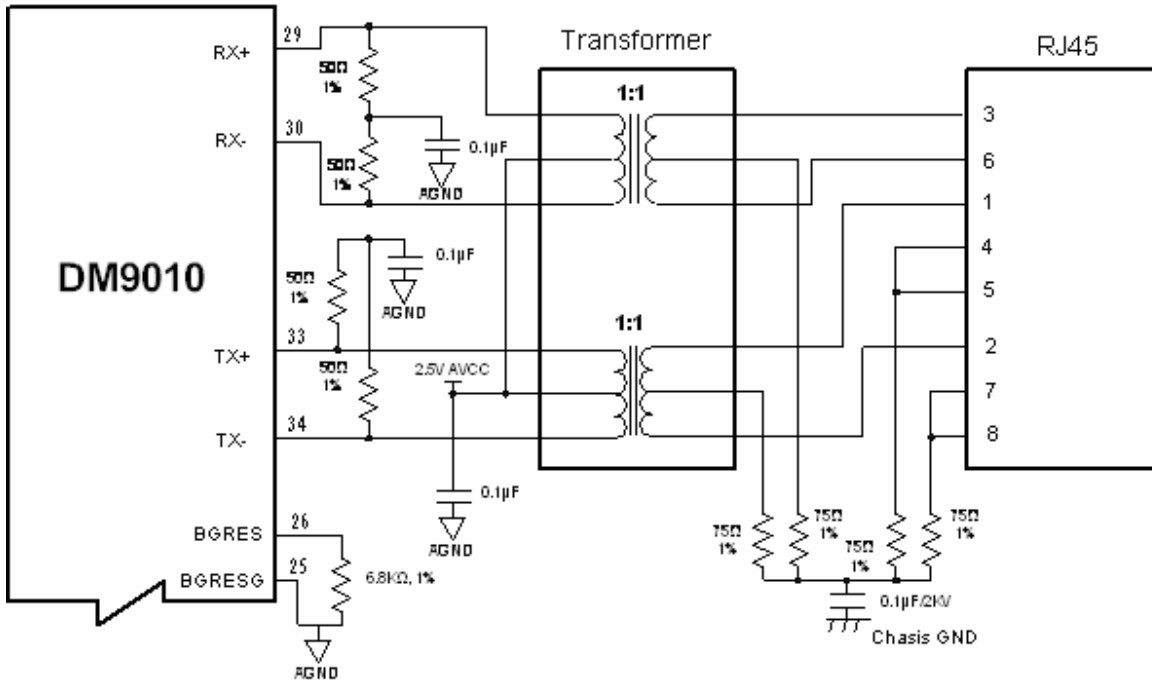 29
Transformer
RJ45
RX+
50Ω
1%
1:1
3
30
RX-
0.1µF
50Ω
1%
6
AGND
1
4
0.1µF
DM9010
50Ω
1%
5
AGND
1:1
33
2
TX+
50Ω
1%
2.5V AVCC
7
34
8
TX-
0.1µF
75Ω
1%
75Ω
1%
75Ω
1%
75Ω
1%
26
BGRES
AGND
25
BGRESG
6.8KΩ, 1%
0.1µF/2KV
Chasis GND
AGND